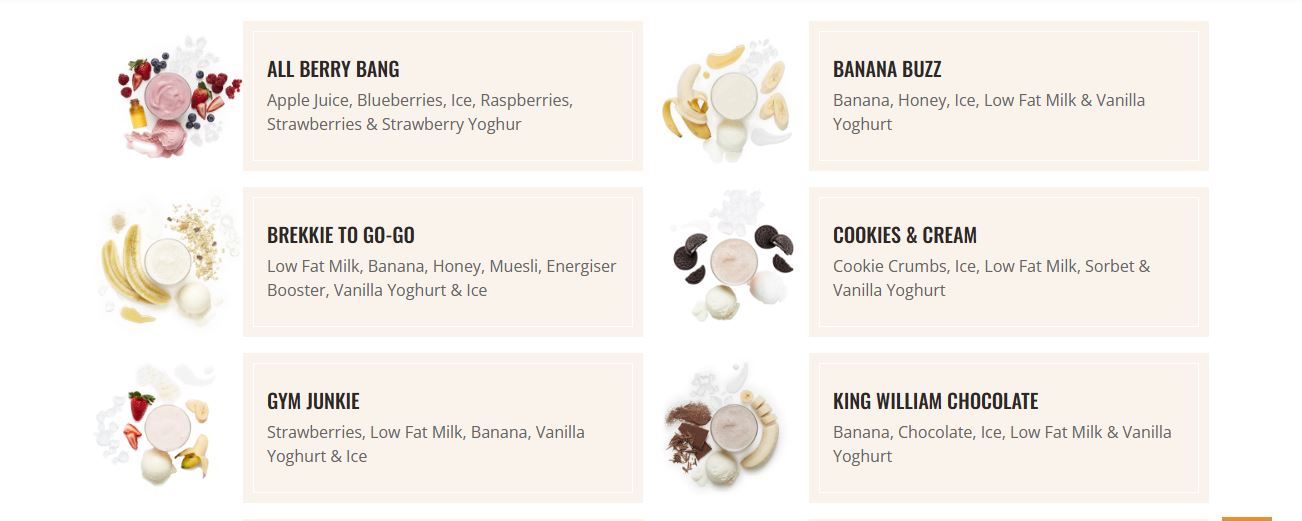 ALL BERRY BANG
Apple Juice, Blueberries, Ice, Raspberries,
Strawberries & Strawberry Yoghur
BANANA BUZZ
Banana, Honey, Ice, Low Fat Milk & Vanilla
Yoghurt
BREKKIE TO GO-GO
Low Fat Milk, Banana, Honey, Muesli, Energiser
Booster, Vanilla Yoghurt & Ice
COOKIES & CREAM
Cookie Crumbs, Ice, Low Fat Milk, Sorbet &
Vanilla Yoghurt
GYM JUNKIE
Strawberries, Low Fat Milk, Banana, Vanilla
Yoghurt & Ice
KING WILLIAM CHOCOLATE
Banana, Chocolate, Ice, Low Fat Milk & Vanilla
Yoghurt